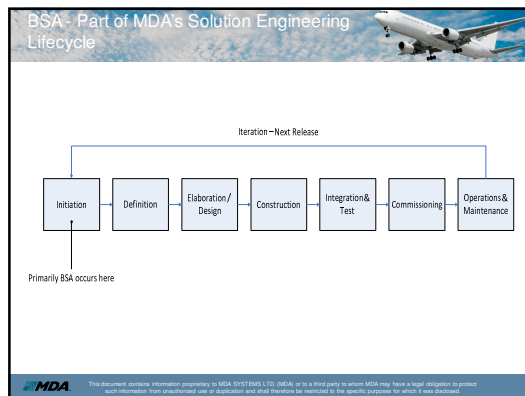 BSA - Part of MDA's Solution Engineering
Lifecycle
Iteration – Next Release
Initiation
Definition
Elaboration /
Design
Construction
Integration &
Test
Commissioning
Operations &
Maintenance
Primarily BSA occurs here
MDA
This document contains information proprietary to MDA SYSTEMS LTD. (MDA) or to a third party to whom MDA may have a legal obligation to protect
such information from unauthorized use or duplication and shall therefore be restricted to the specific purposes for which it was disclosed.